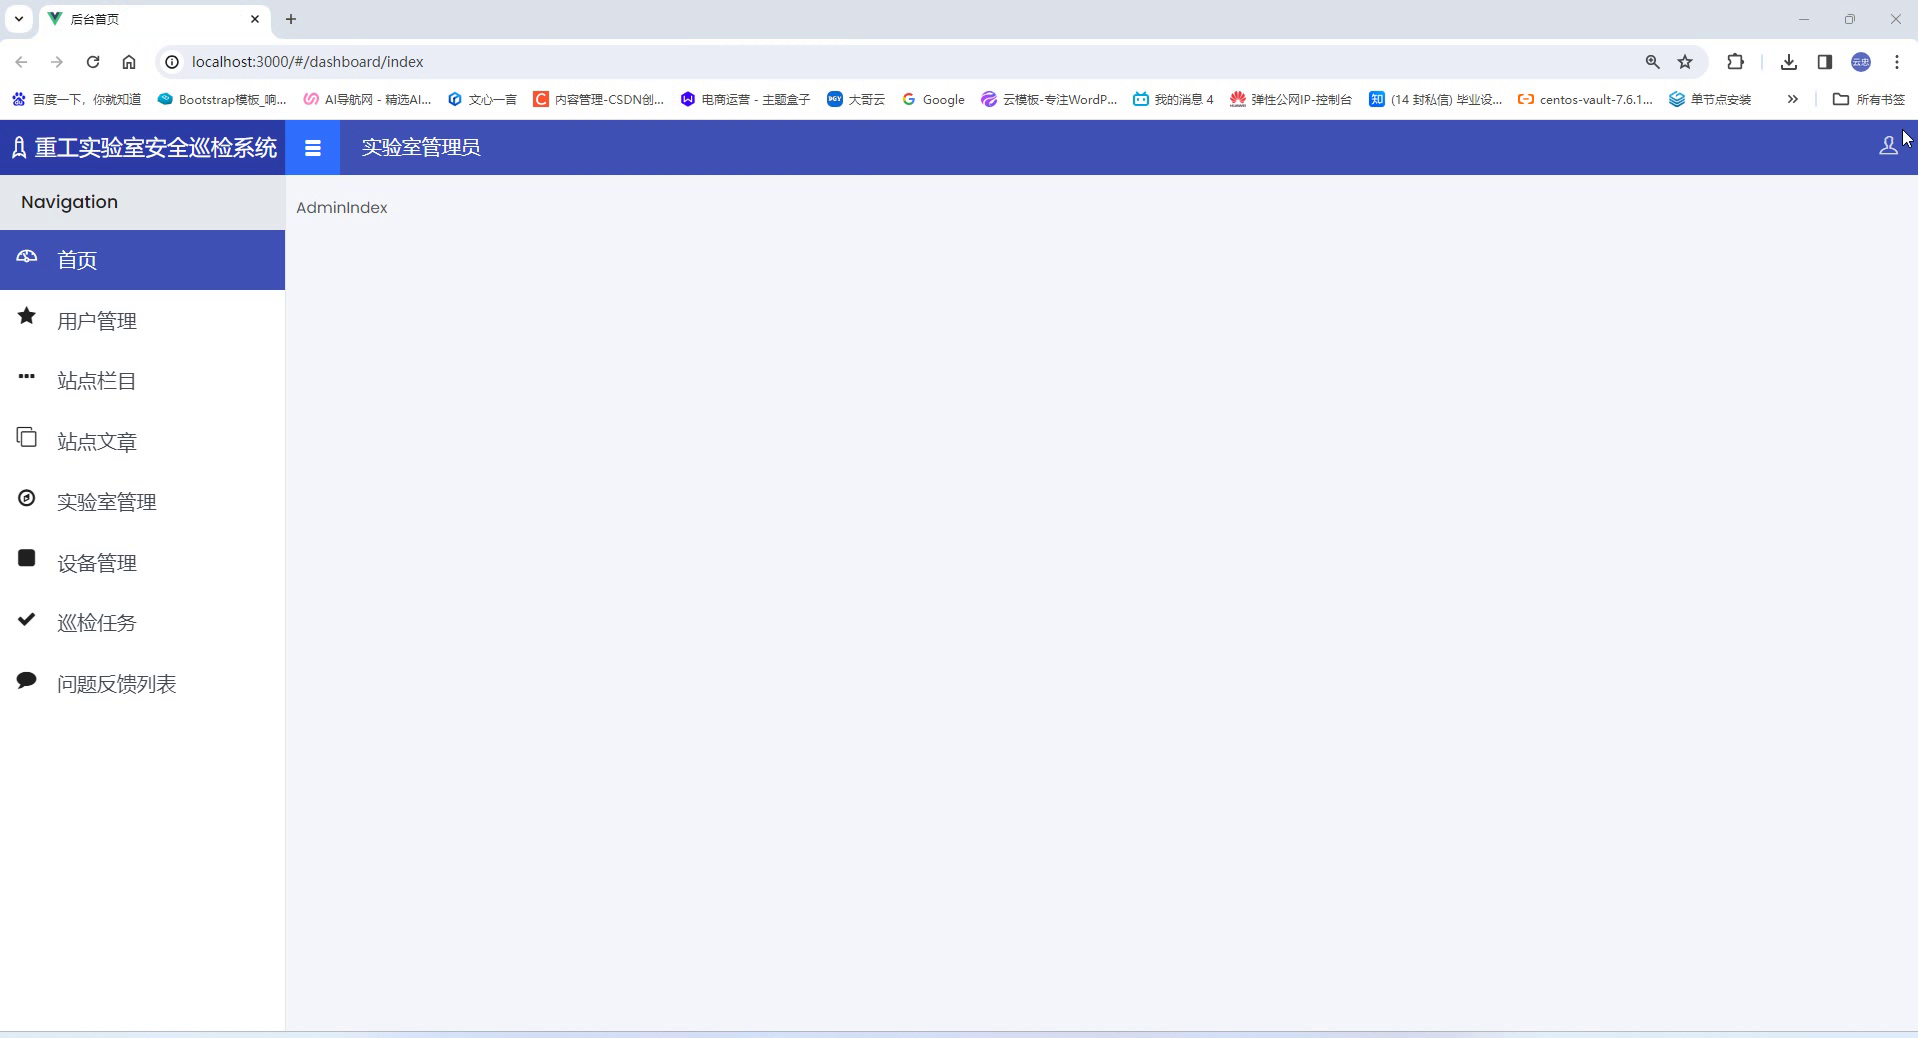 后台首页
localhost:3000/#/dashboard/index
云忠
百度一下，你就知道
Bootstrap模板_响...
AI导航网 - 精选AI...
文心一言
内容管理-CSDN创...
电商运营 - 主题盒子
大哥云
Google
云模板-专注WordP...
我的消息 4
弹性公网IP-控制台
知
(14 封私信) 毕业设...
centos-vault-7.6.1...
单节点安装
所有书签
重工实验室安全巡检系统
实验室管理员
Navigation
AdminIndex
首页
用户管理
站点栏目
站点文章
实验室管理
设备管理
巡检任务
问题反馈列表